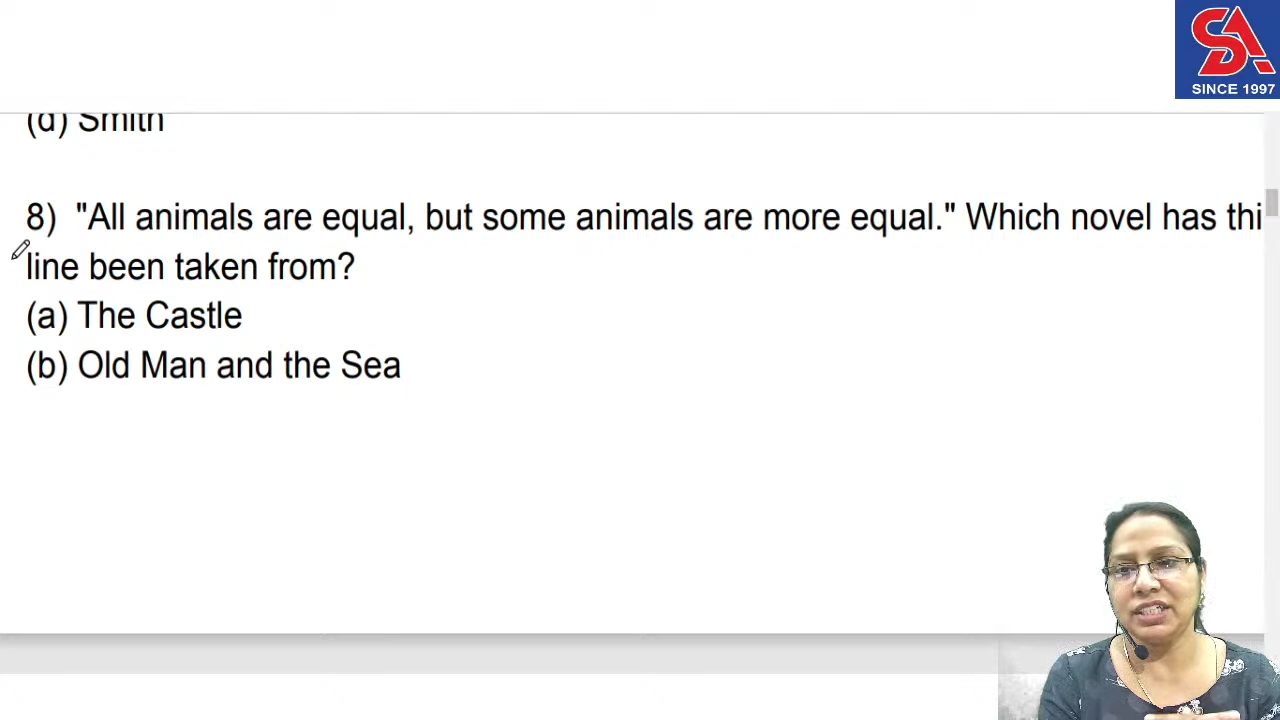 SA
SINCE 1997
(d) Smith
8) "All animals are equal, but some animals are more equal." Which novel has thi
line been taken from?
(a) The Castle
(b) Old Man and the Sea